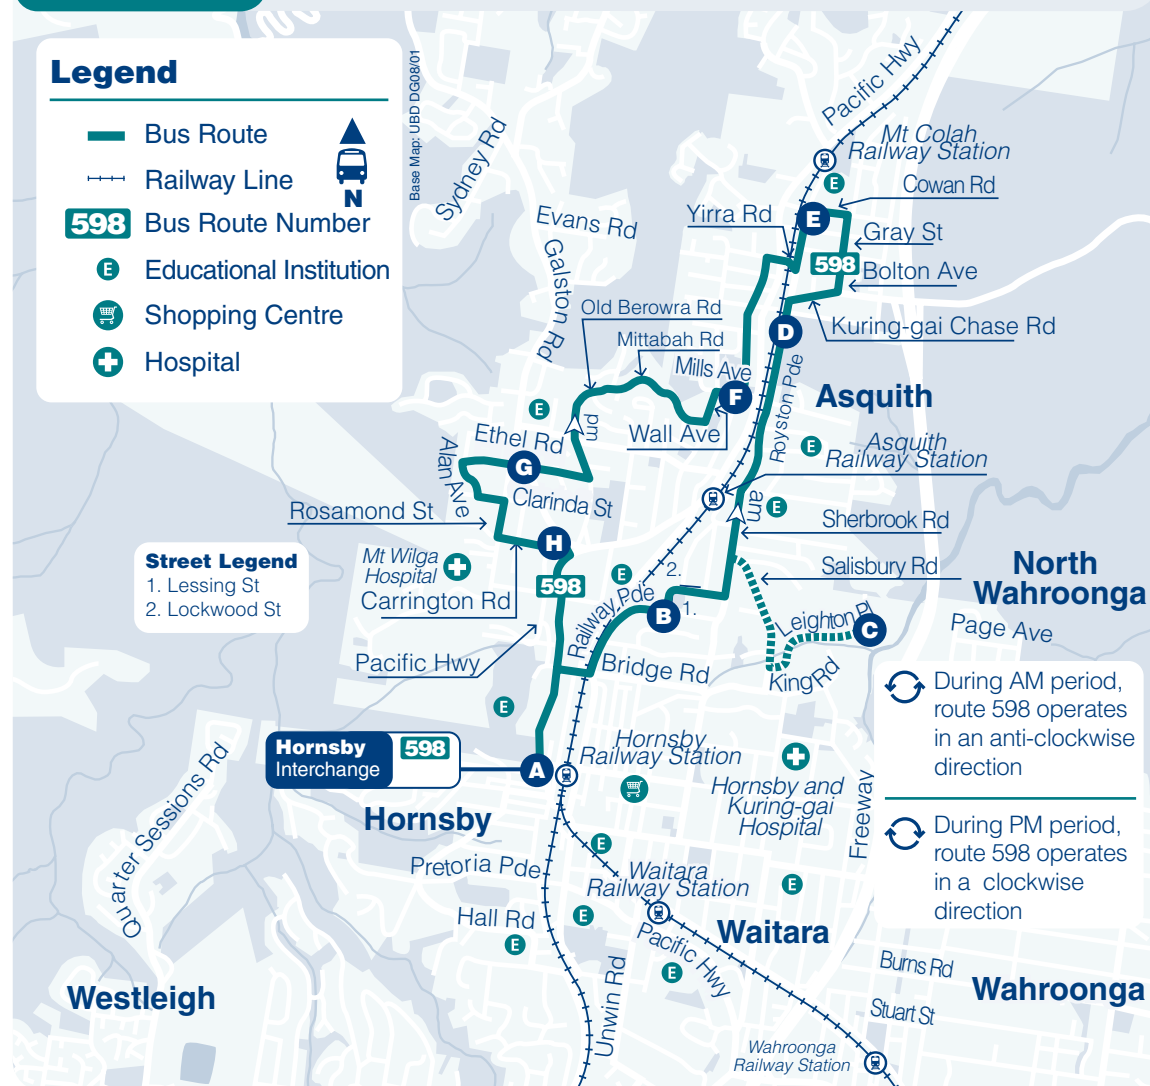 Legend
Bus Route
Railway Line
N
598 Bus Route Number
E Educational Institution
Shopping Centre
Hospital
Base Map: UBD DG08/01
Pacific Hwy
Mt Colah
Railway Station
E
Cowan Rd
Sydney Rd
Evans Rd
Yirra Rd
E
Gray St
598
Bolton Ave
Galston Rd
Old Berowra Rd
Kuring-gai Chase Rd
D
Mittabah Rd
Mills Ave
Royston Pde
F
Asquith
E
pm
Wall Ave
Ethel Rd
E
Asquith
Railway Station
Alan Ave
G
Clarinda St
am
E
Rosamond St
Sherbrook Rd
H
Street Legend
1. Lessing St
2. Lockwood St
Mt Wilga
Hospital
598
E
2.
Salisbury Rd
North
Wahroonga
Carrington Rd
Railway Pde
B
1.
Leighton Pl
C
Page Ave
Pacific Hwy
Bridge Rd
King Rd
E
During AM period,
route 598 operates
in an anti-clockwise
direction
Hornsby
Interchange
598
A
Hornsby
Railway Station
Hornsby and
Kuring-gai
Hospital
Freeway
During PM period,
route 598 operates
in a clockwise
direction
Quarter Sessions Rd
Hornsby
E
Pretoria Pde
Waitara
Railway Station
E
Hall Rd
E
E
Waitara
Pacific Hwy
E
Burns Rd
Westleigh
Unwin Rd
Wahroonga
Stuart St
Wahroonga
Railway Station